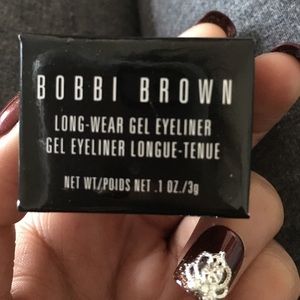 BOBBI BROWN
LONG-WEAR GEL EYELINER
GEL EYELINER LONGUE-TENUE
NET WT/POIDS NET .1 OZ./3g